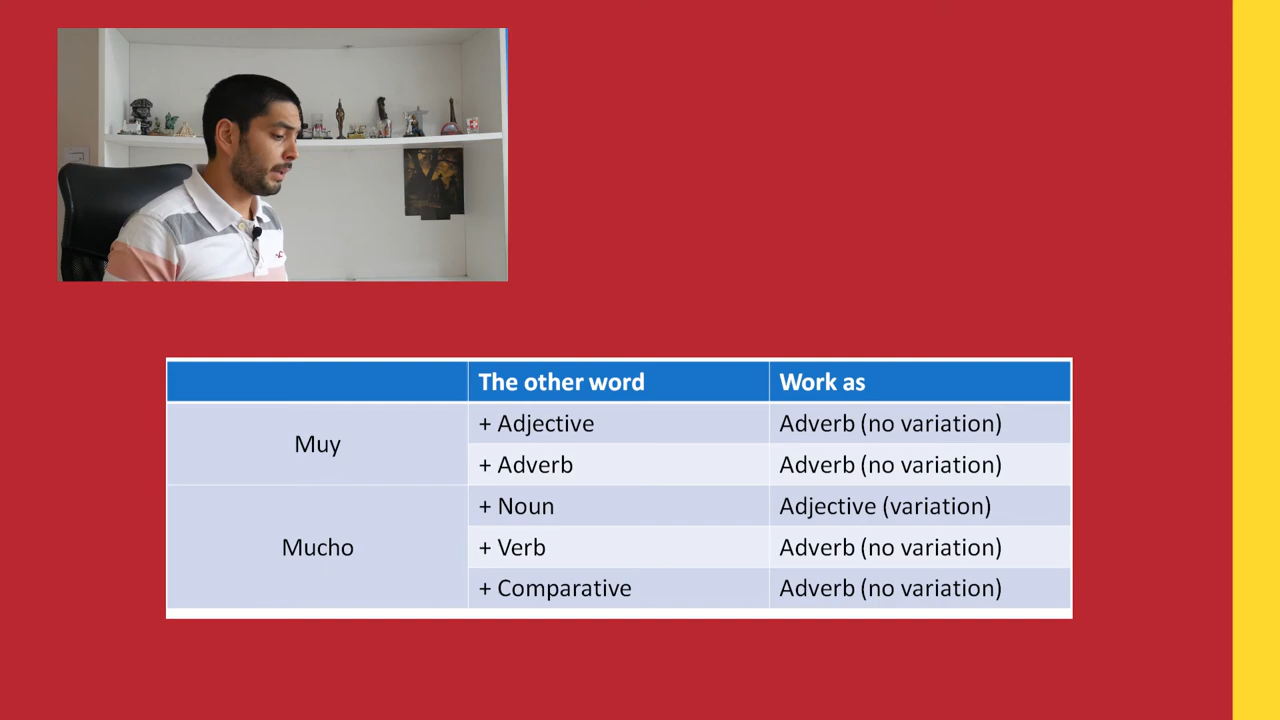 The other word Work as
Muy + Adjective Adverb (no variation)
+ Adverb Adverb (no variation)
Mucho + Noun Adjective (variation)
+ Verb Adverb (no variation)
+ Comparative Adverb (no variation)